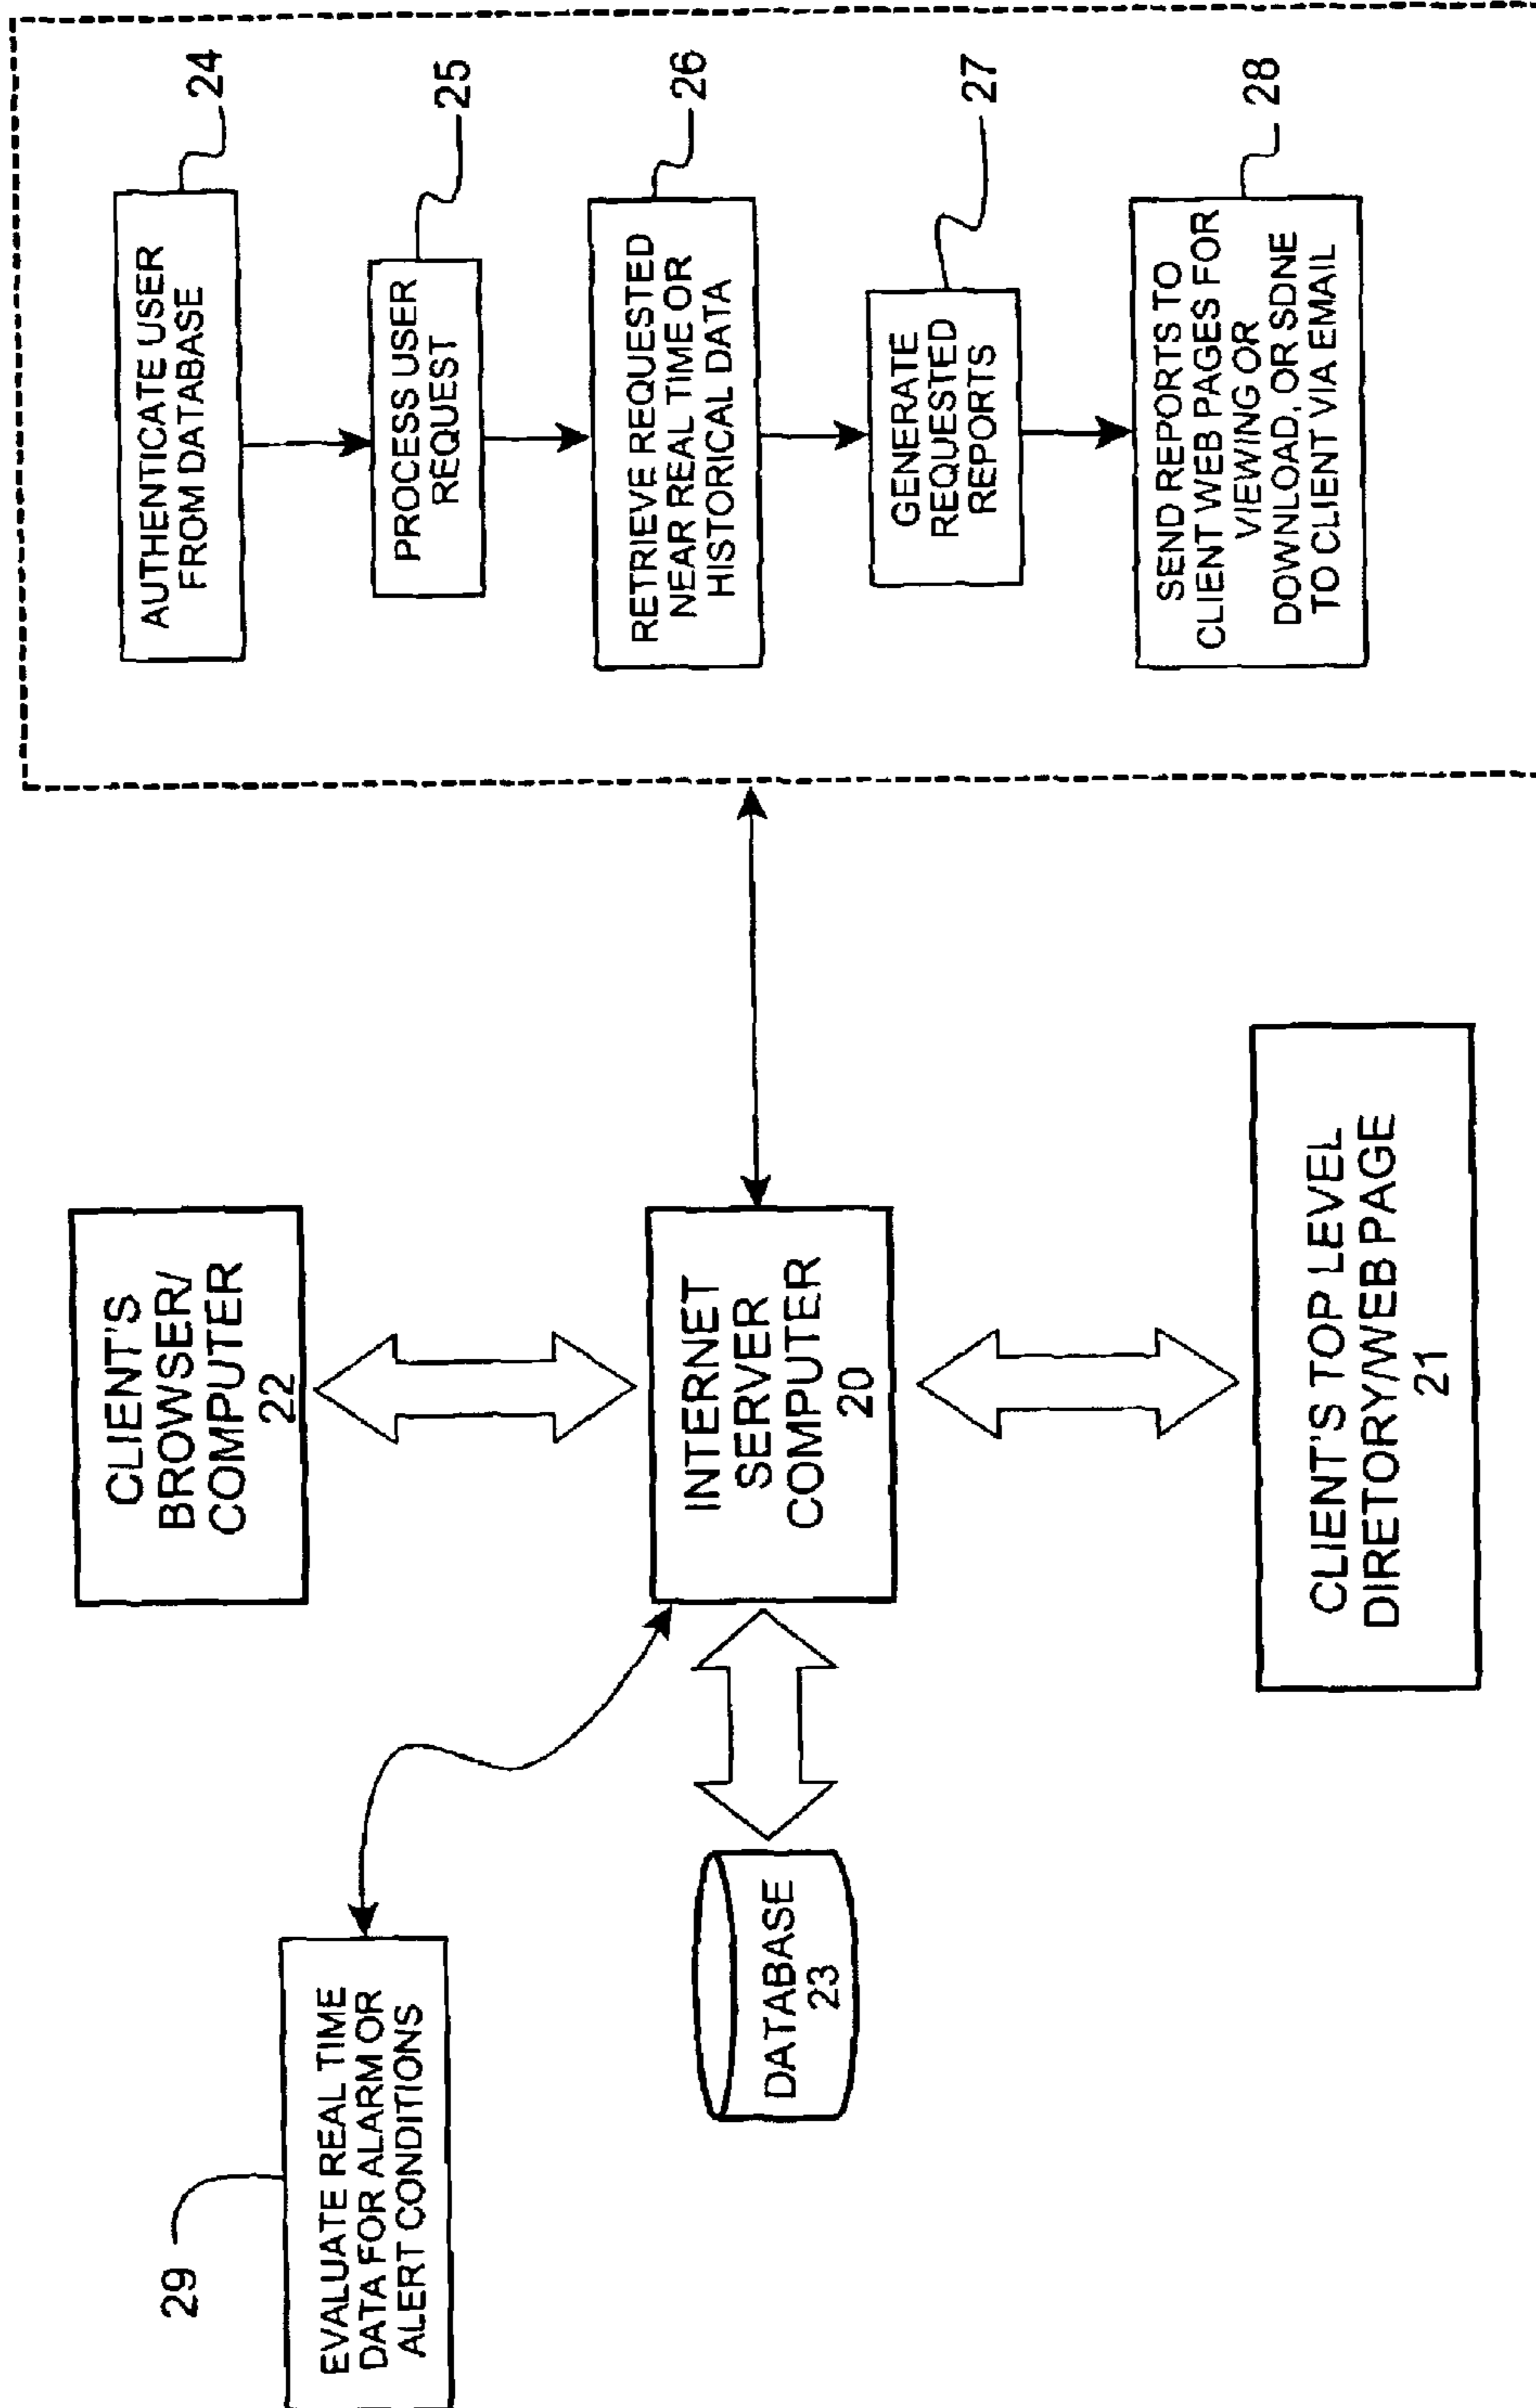 29
EVALUATE REAL TIME
DATA FOR ALARM OR
ALERT CONDITIONS
DATABASE
23
CLIENT'S
BROWSER/
COMPUTER
22
INTERNET
SERVER
COMPUTER
20
CLIENT'S TOP LEVEL
DIRETORY/WEB PAGE
21
AUTHENTICATE USER
FROM DATABASE
24
PROCESS USER
REQUEST
25
RETRIEVE REQUESTED
NEAR REAL TIME OR
HISTORICAL DATA
26
GENERATE
REQUESTED
REPORTS
27
SEND REPORTS TO
CLIENT WEB PAGES FOR
VIEWING OR
DOWNLOAD, OR SDNE
TO CLIENT VIA EMAIL
28